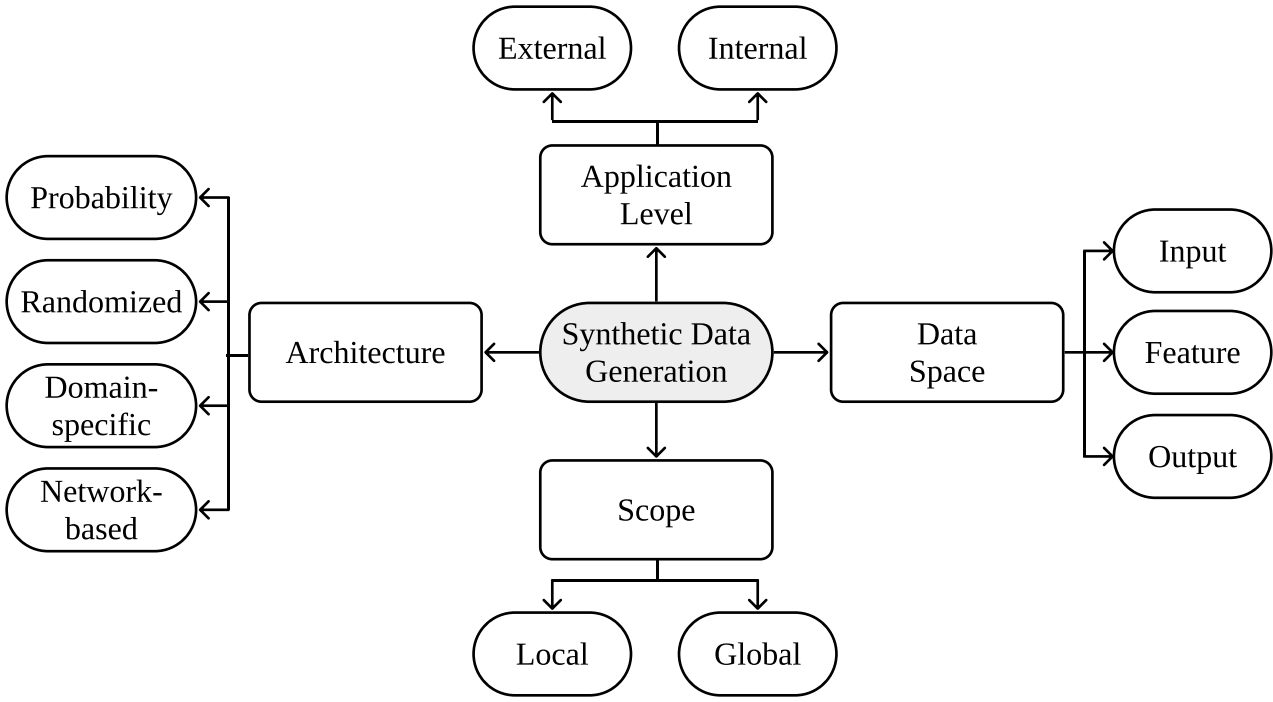 External
Internal
Application
Level
Probability
Randomized
Domain-
specific
Network-
based
Architecture
Synthetic Data
Generation
Data
Space
Input
Feature
Output
Scope
Local
Global